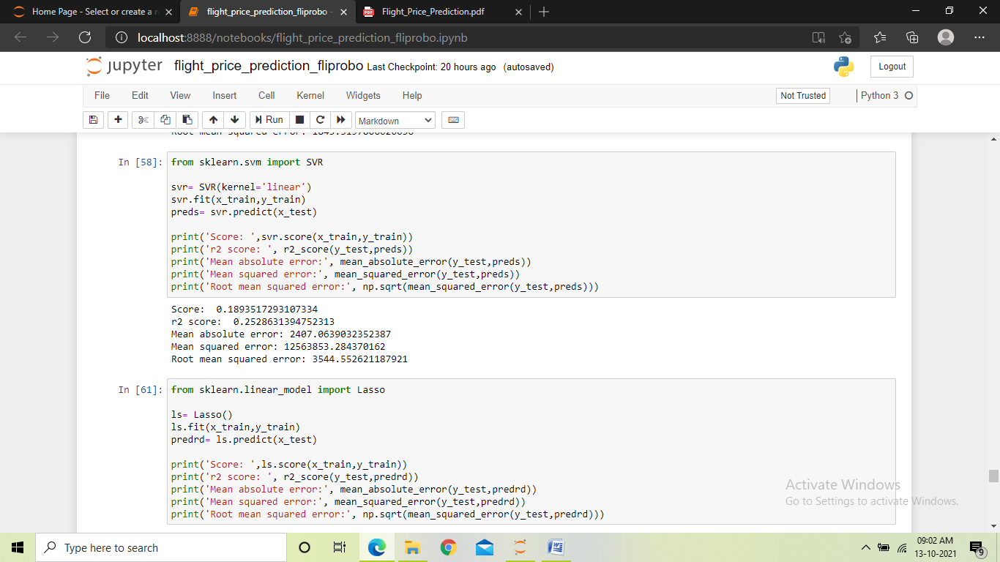 Home Page - Select or create a n
flight_price_prediction_fliprobo -
Flight_Price_Prediction.pdf
localhost:8888/notebooks/flight_price_prediction_fliprobo.ipynb
jupyter flight_price_prediction_fliprobo Last Checkpoint: 20 hours ago (autosaved)
Logout
File Edit View Insert Cell Kernel Widgets Help
Not Trusted
Python 3
Run
Markdown
In [58]:
from sklearn.svm import SVR
svr= SVR(kernel='linear')
svr.fit(x_train,y_train)
preds= svr.predict(x_test)
print('Score: ',svr.score(x_train,y_train))
print('r2 score: ', r2_score(y_test,preds))
print('Mean absolute error:', mean_absolute_error(y_test,preds))
print('Mean squared error:', mean_squared_error(y_test,preds))
print('Root mean squared error:', np.sqrt(mean_squared_error(y_test,preds)))
Score:  0.1893517293107334
r2 score:  0.2528631394752313
Mean absolute error: 2407.0639032352387
Mean squared error: 12563853.284370162
Root mean squared error: 3544.552621187921
In [61]:
from sklearn.linear_model import Lasso
ls= Lasso()
ls.fit(x_train,y_train)
predrd= ls.predict(x_test)
print('Score: ',ls.score(x_train,y_train))
print('r2 score: ', r2_score(y_test,predrd))
print('Mean absolute error:', mean_absolute_error(y_test,predrd))
print('Mean squared error:', mean_squared_error(y_test,predrd))
print('Root mean squared error:', np.sqrt(mean_squared_error(y_test,predrd)))
Activate Windows
Go to Settings to activate Windows.
Type here to search
09:02 AM
13-10-2021
9